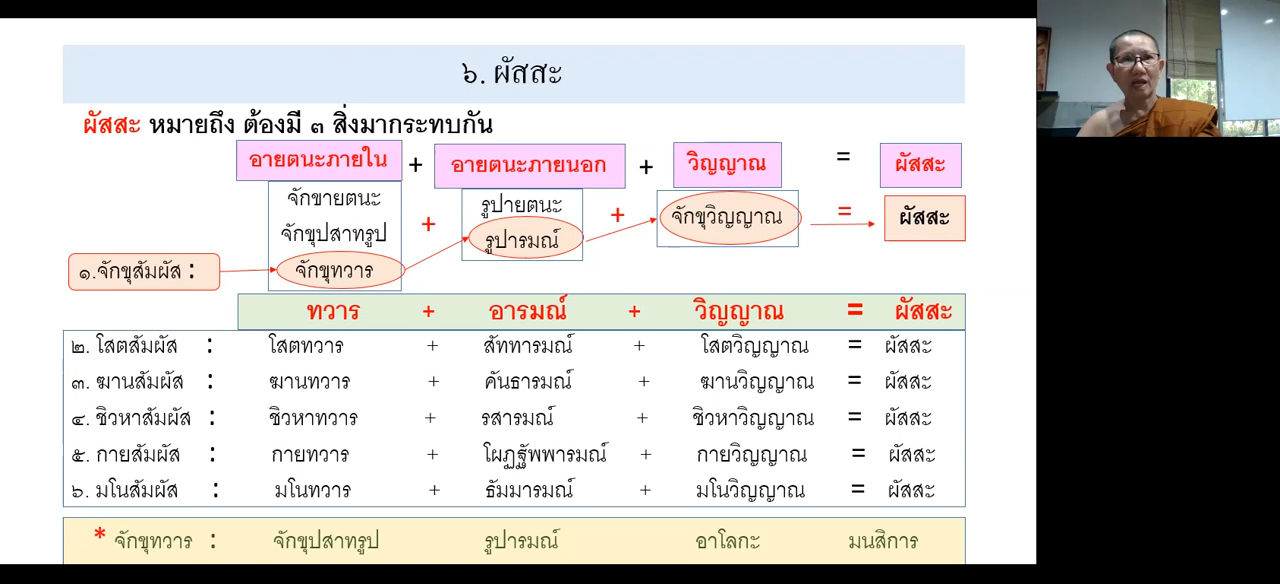 ๖. ผัสสะ
ผัสสะ หมายถึง ต้องมี ๓ สิ่งมากระทบกัน
อายตนะภายใน + อายตนะภายนอก + วิญญาณ = ผัสสะ
จักขายตนะ รูปายตนะ
จักขุปสาทรูป + + จักขุวิญญาณ = ผัสสะ
รูปารมณ์
๑.จักขุสัมผัส : จักขุทวาร
ทวาร + อารมณ์ + วิญญาณ = ผัสสะ
๒. โสตสัมผัส : โสตทวาร + สัททารมณ์ + โสตวิญญาณ = ผัสสะ
๓. ฆานสัมผัส : ฆานทวาร + คันธารมณ์ + ฆานวิญญาณ = ผัสสะ
๔. ชิวหาสัมผัส : ชิวหาทวาร + รสารมณ์ + ชิวหาวิญญาณ = ผัสสะ
๕. กายสัมผัส : กายทวาร + โผฏฐัพพารมณ์ + กายวิญญาณ = ผัสสะ
๖. มโนสัมผัส : มโนทวาร + ธัมมารมณ์ + มโนวิญญาณ = ผัสสะ
* จักขุทวาร : จักขุปสาทรูป รูปารมณ์ อาโลกะ มนสิการ